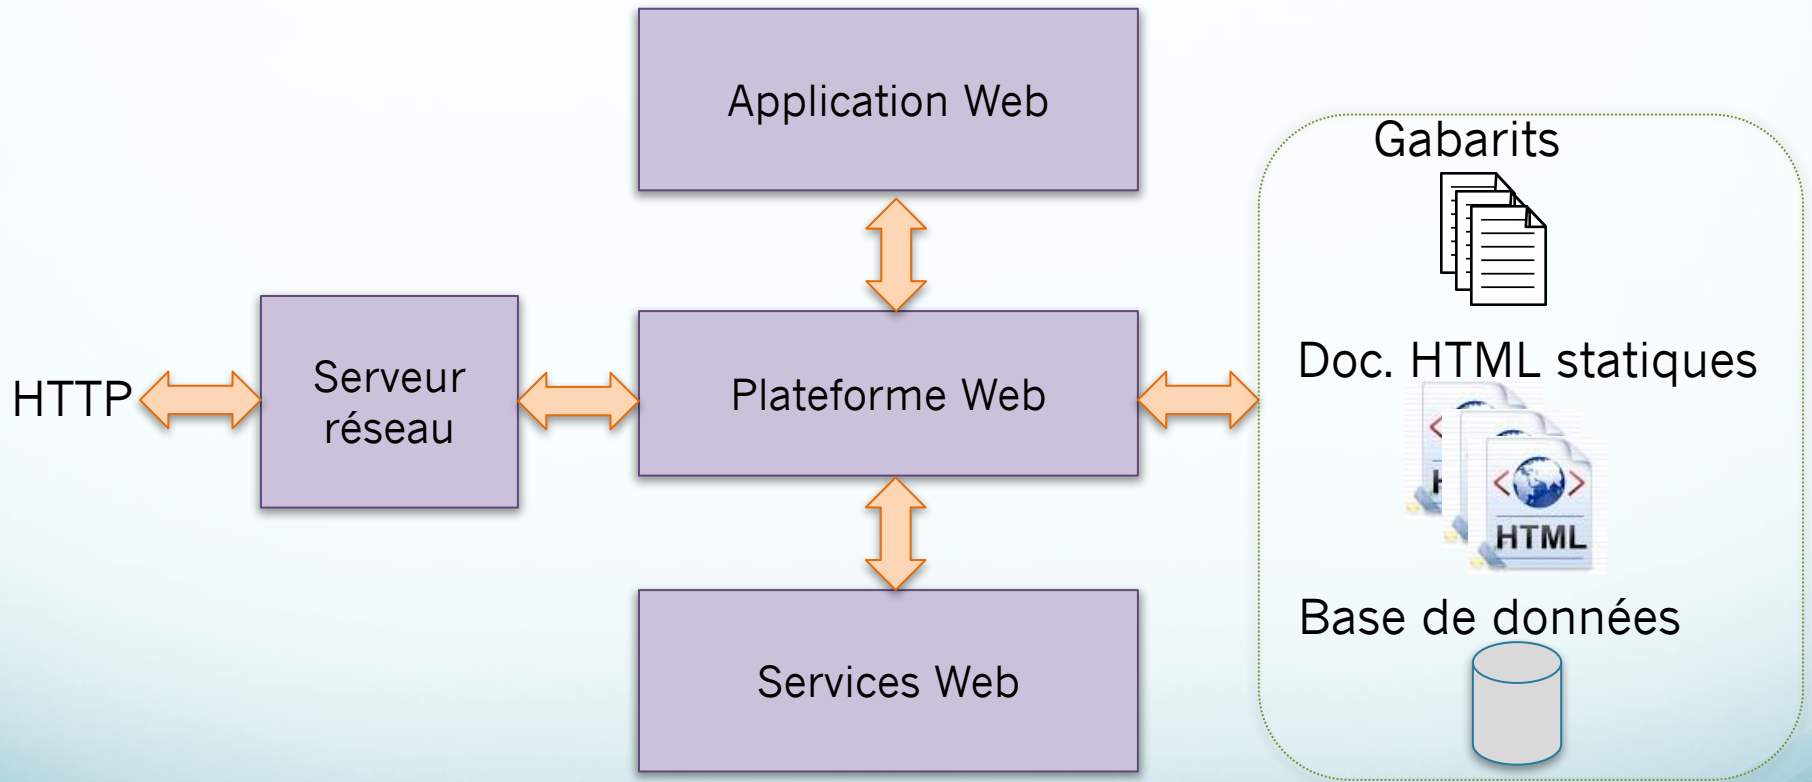 Application Web
Gabarits
Doc. HTML statiques
HTML
Base de données
HTTP
Serveur
réseau
Plateforme Web
Services Web